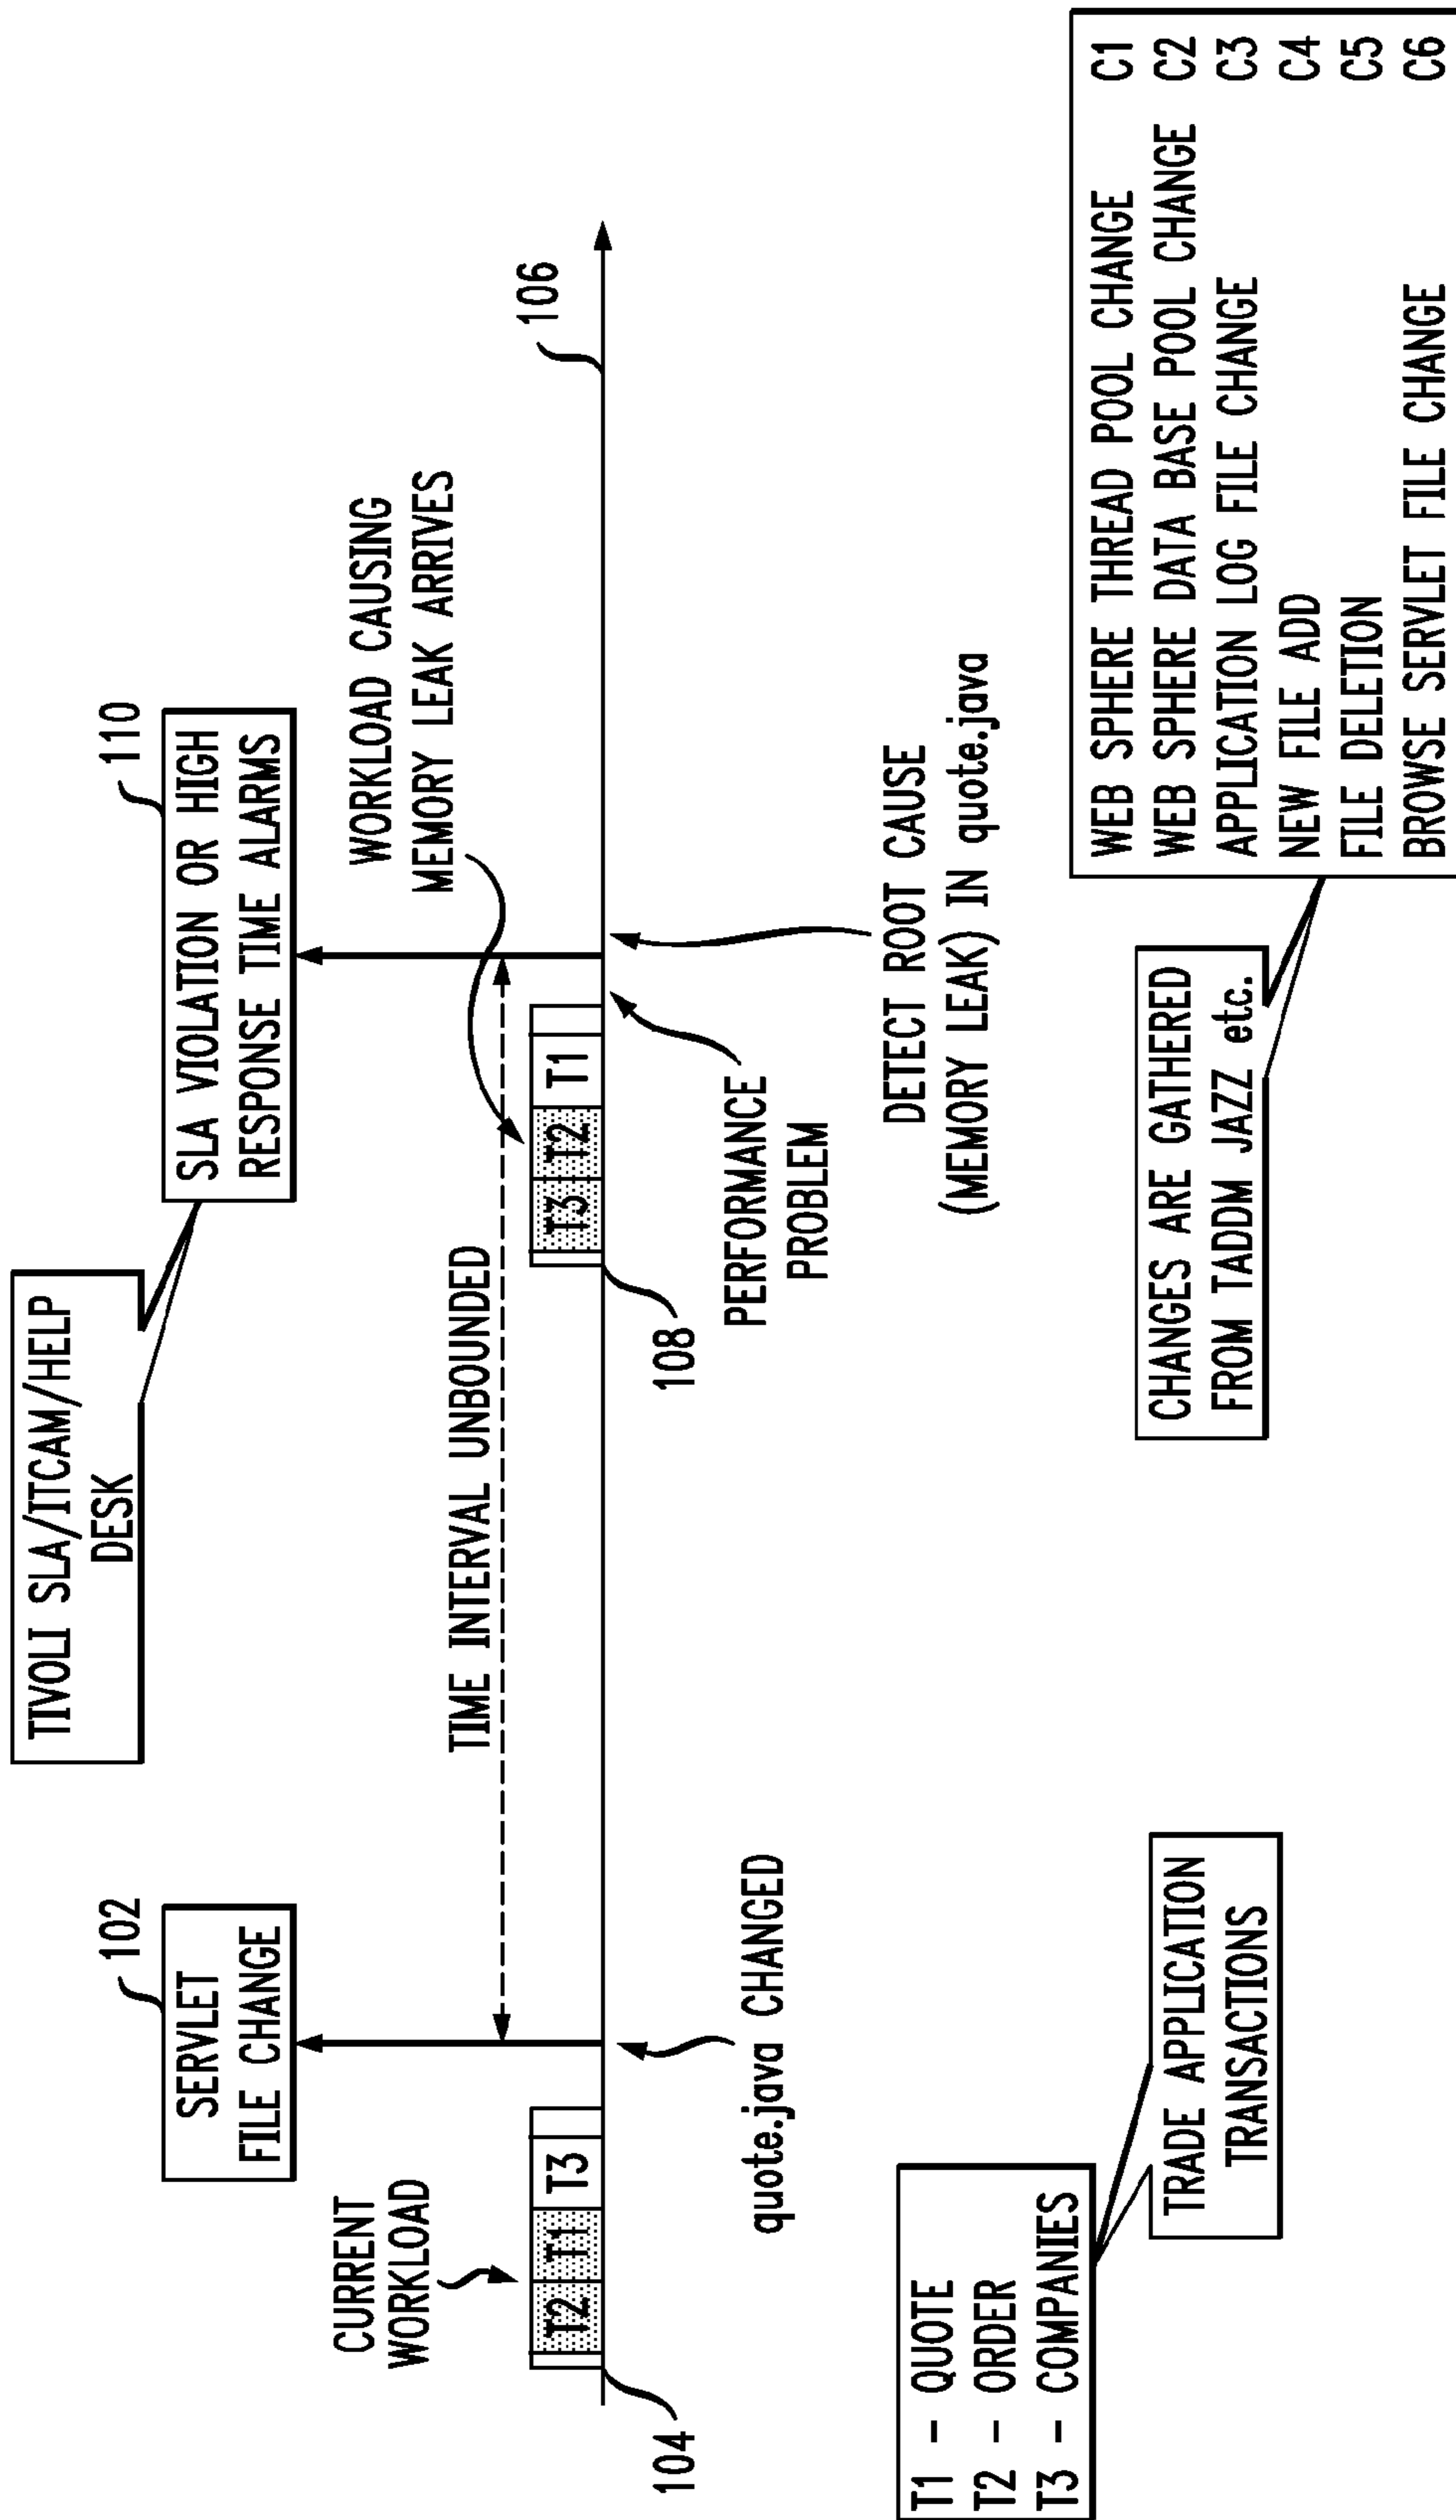 TIVOLI SLA/ITCAM/HELP
DESK
102
SERVLET
FILE CHANGE
110
SLA VIOLATION OR HIGH
RESPONSE TIME ALARMS
CURRENT
WORKLOAD
TIME INTERVAL UNBOUNDED
WORKLOAD CAUSING
MEMORY LEAK ARRIVES
106
T2 T1 T3
T3 T2 T1
104
108
quote.java CHANGED
PERFORMANCE
PROBLEM
DETECT ROOT CAUSE
(MEMORY LEAK) IN quote.java
T1 - QUOTE
T2 - ORDER
T3 - COMPANIES
TRADE APPLICATION
TRANSACTIONS
CHANGES ARE GATHERED
FROM TADDM JAZZ etc.
WEB SPHERE THREAD POOL CHANGE C1
WEB SPHERE DATA BASE POOL CHANGE C2
APPLICATION LOG FILE CHANGE C3
NEW FILE ADD C4
FILE DELETION C5
BROWSE SERVLET FILE CHANGE C6